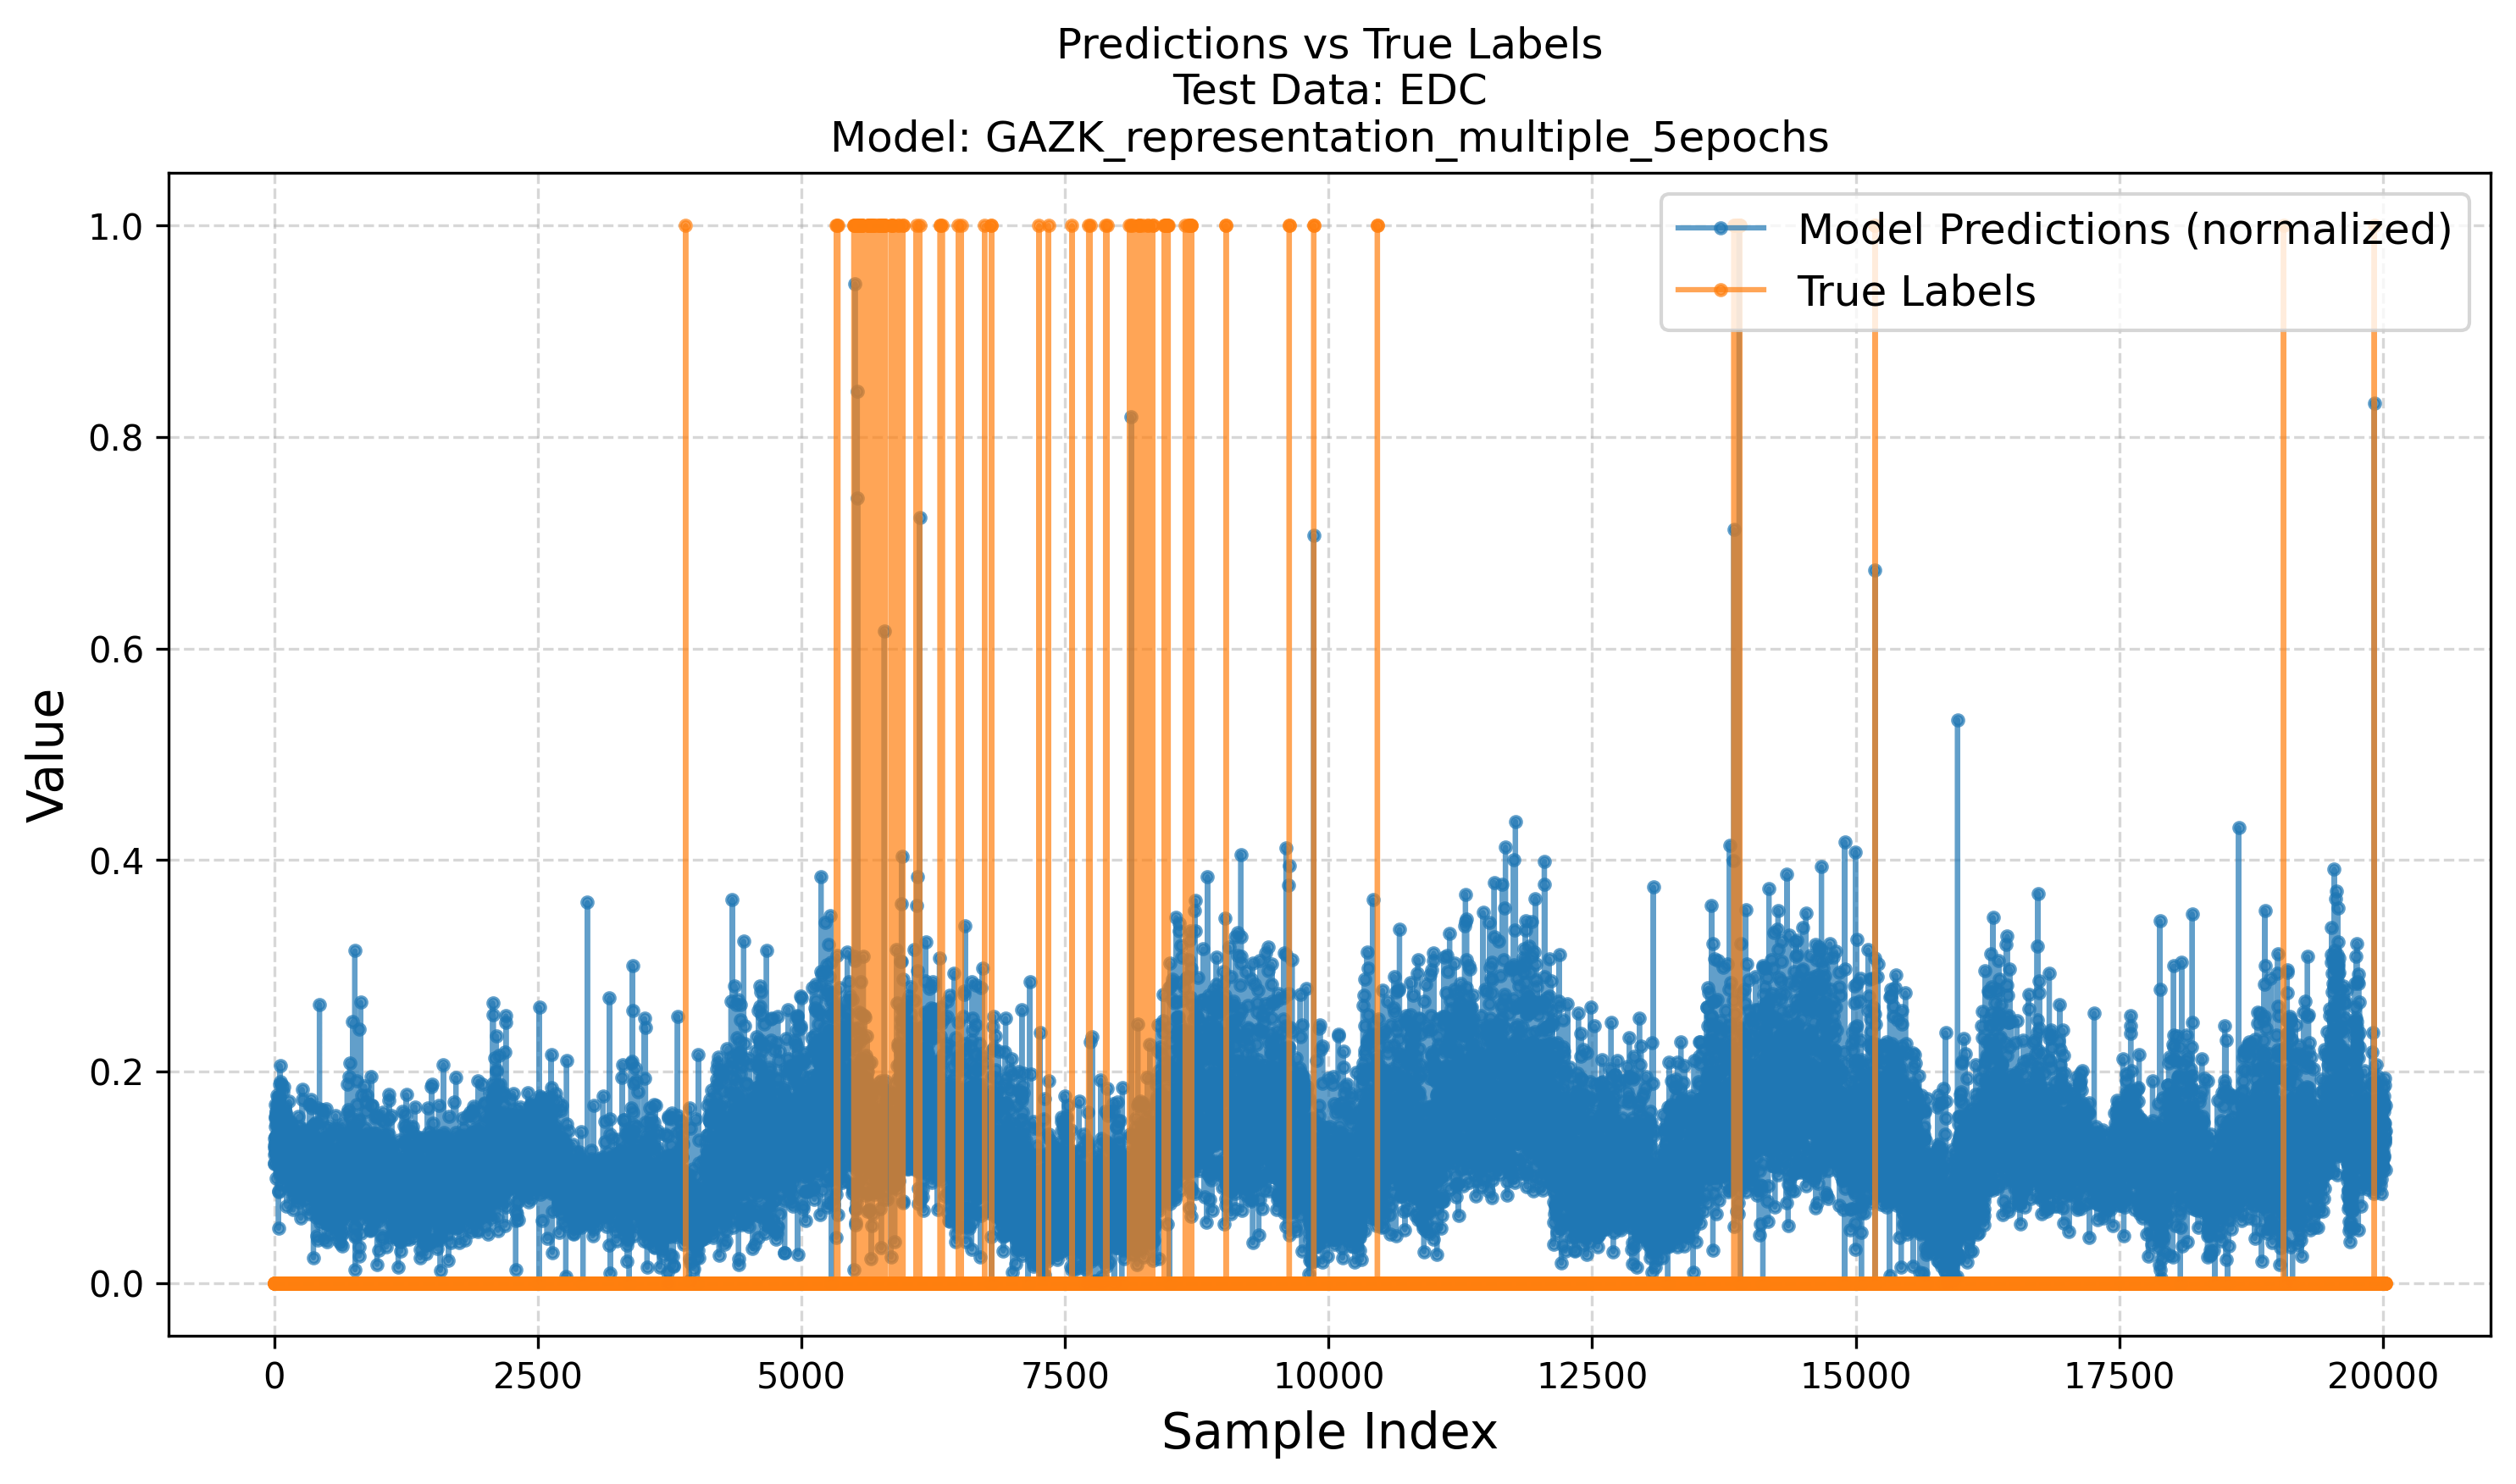 Predictions vs True Labels
Test Data: EDC
Model: GAZK_representation_multiple_5epochs
Model Predictions (normalized)
True Labels
Value
1.0
0.8
0.6
0.4
0.2
0.0
0 2500 5000 7500 10000 12500 15000 17500 20000
Sample Index